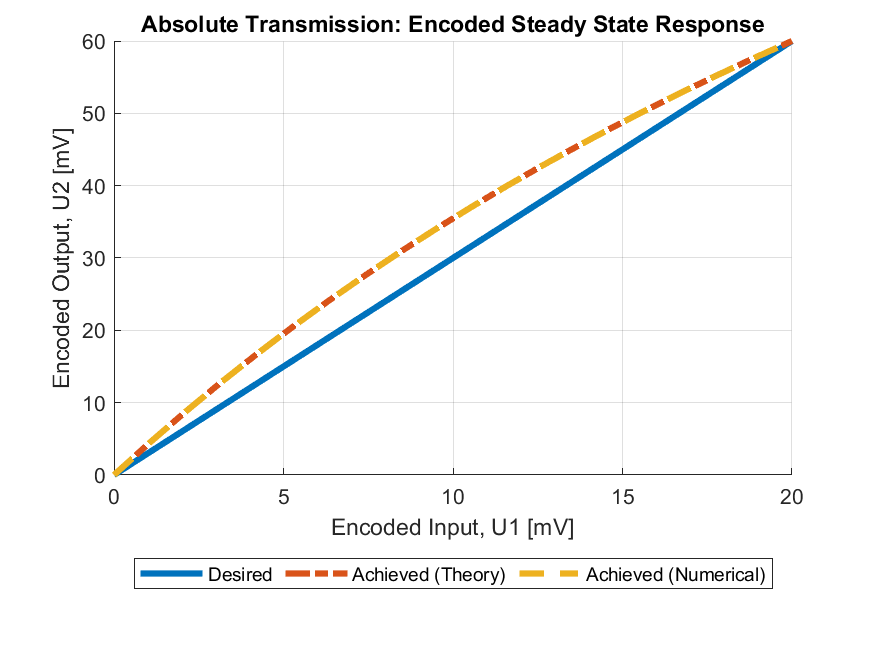 Absolute Transmission: Encoded Steady State Response
60
50
40
30
20
10
0
Encoded Output, U2 [mV]
0 5 10 15 20
Encoded Input, U1 [mV]
Desired Achieved (Theory) Achieved (Numerical)